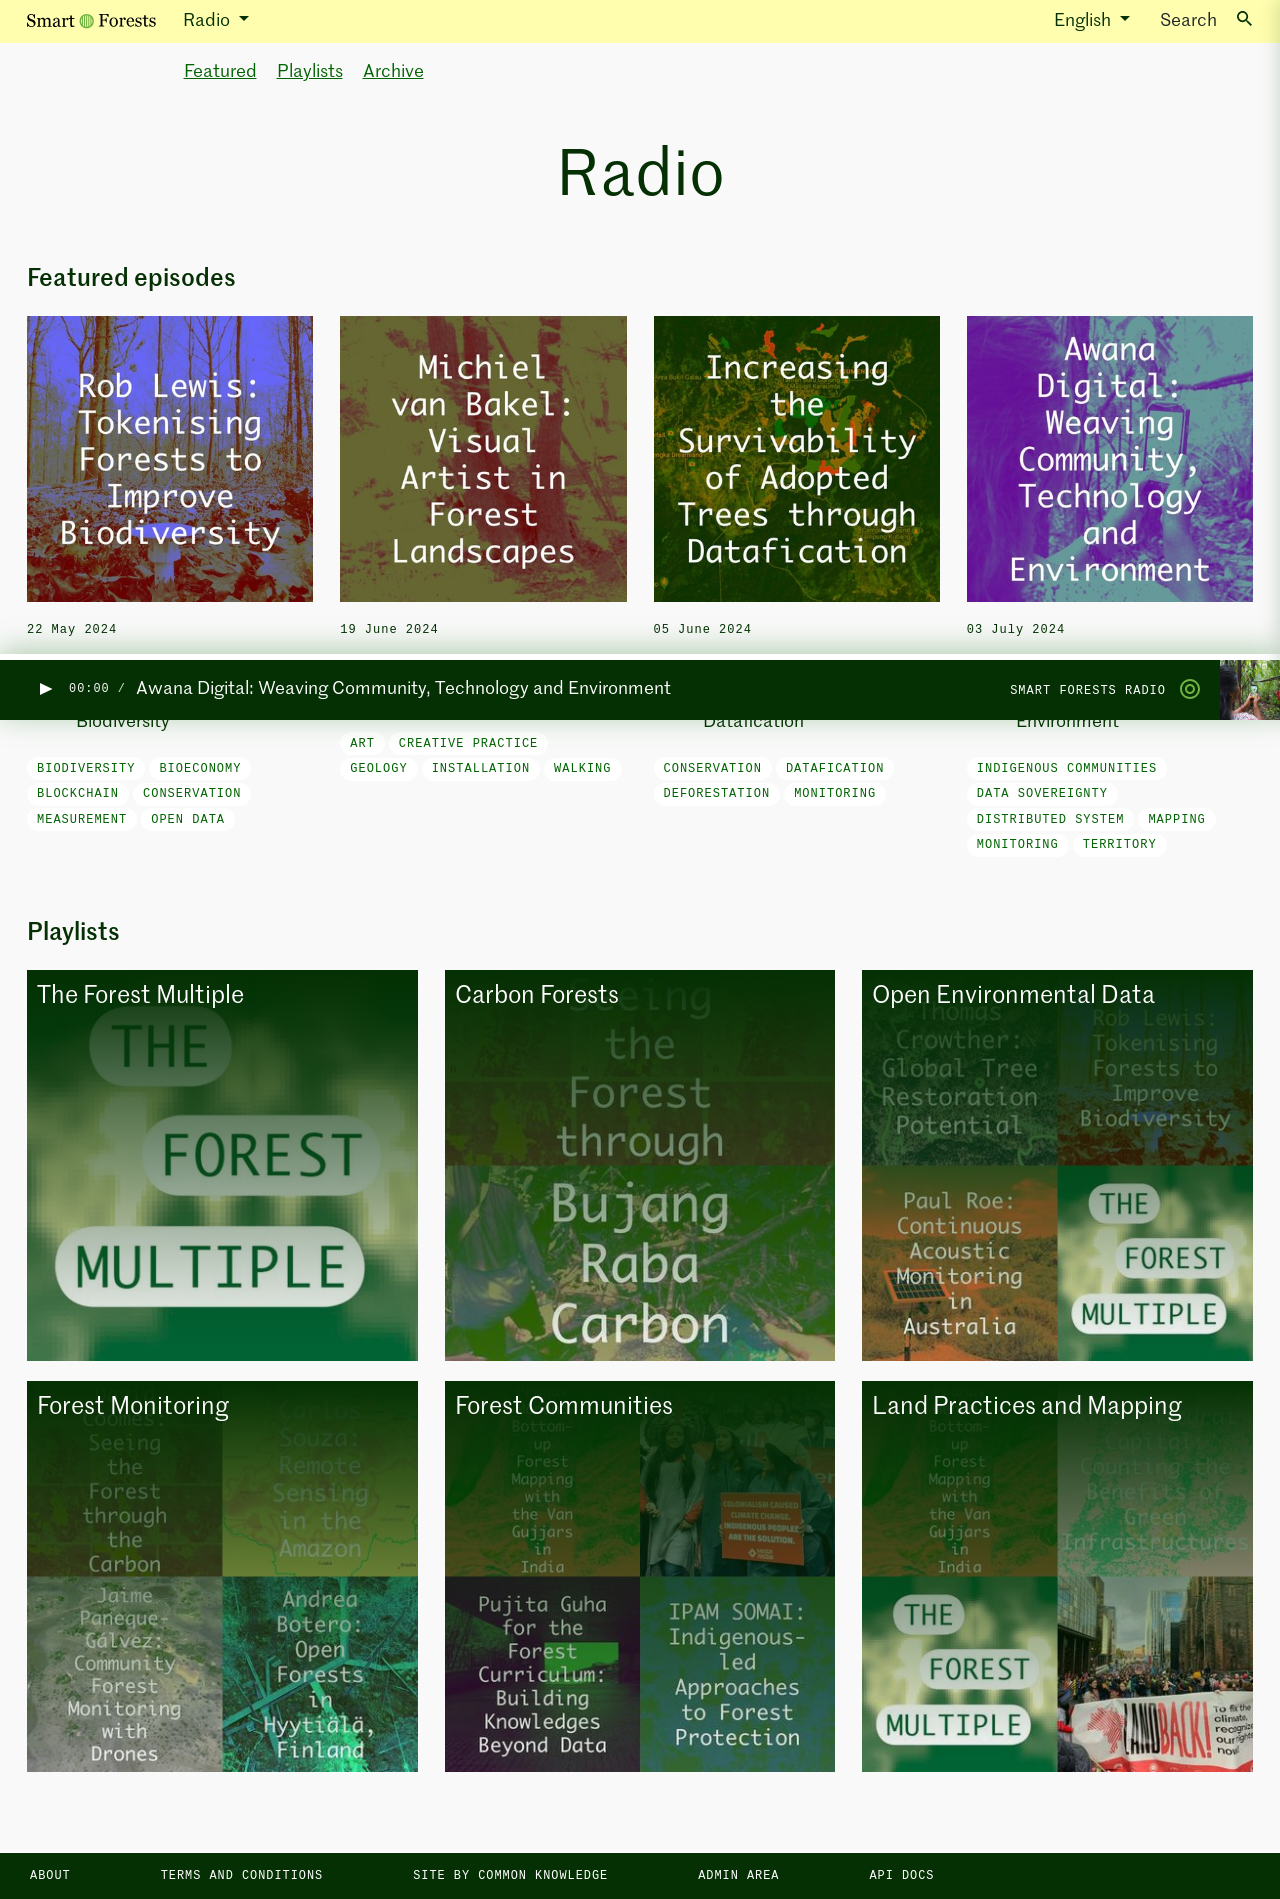 Smart Forests Radio English Search
Featured Playlists Archive
Radio
Featured episodes
Rob Lewis:
Tokenising
Forests to
Improve
Biodiversity
Michiel
van Bakel:
Visual
Artist in
Forest
Landscapes
Increasing
the
Survivability
of Adopted
Trees through
Datafication
Awana
Digital:
Weaving
Community,
Technology
and
Environment
22 May 2024
19 June 2024
05 June 2024
03 July 2024
00:00 / Awana Digital: Weaving Community, Technology and Environment
SMART FORESTS RADIO
Biodiversity
Datafication
Environment
BIODIVERSITY BIOECONOMY
BLOCKCHAIN CONSERVATION
MEASUREMENT OPEN DATA
ART CREATIVE PRACTICE
GEOLOGY INSTALLATION WALKING
CONSERVATION DATAFICATION
DEFORESTATION MONITORING
INDIGENOUS COMMUNITIES
DATA SOVEREIGNTY
DISTRIBUTED SYSTEM MAPPING
MONITORING TERRITORY
Playlists
The Forest Multiple
THE
FOREST
MULTIPLE
Carbon Forests
Seeing
the
Forest
through
Bujang
Raba
Carbon
Open Environmental Data
Thomas
Crowther:
Global Tree
Restoration
Potential
Rob Lewis:
Tokenising
Forests to
Improve
Biodiversity
Paul Roe:
Continuous
Acoustic
Monitoring
in
Australia
THE
FOREST
MULTIPLE
Forest Monitoring
Coomes:
Seeing
the
Forest
through
the
Carbon
Carlos
Souza:
Remote
Sensing
in the
Amazon
Jaime
Paneque-
Gálvez:
Community
Forest
Monitoring
with
Drones
Andrea
Botero:
Open
Forests
in
Hyytiälä,
Finland
Forest Communities
Bottom-
up
Forest
Mapping
with
the Van
Gujjars
in
India
COLONIALISM CAUSED
CLIMATE CHANGE.
INDIGENOUS PEOPLES
ARE THE SOLUTION.
Pujita Guha
for the
Forest
Curriculum:
Building
Knowledges
Beyond Data
IPAM SOMAI:
Indigenous-
led
Approaches
to Forest
Protection
Land Practices and Mapping
Bottom-
up
Forest
Mapping
with
the Van
Gujjars
in
India
Capital:
Counting the
Benefits of
Green
Infrastructures
THE
FOREST
MULTIPLE
LANDBACK!
To fix the
climate,
recognize
our rights
now!
ABOUT TERMS AND CONDITIONS SITE BY COMMON KNOWLEDGE ADMIN AREA API DOCS